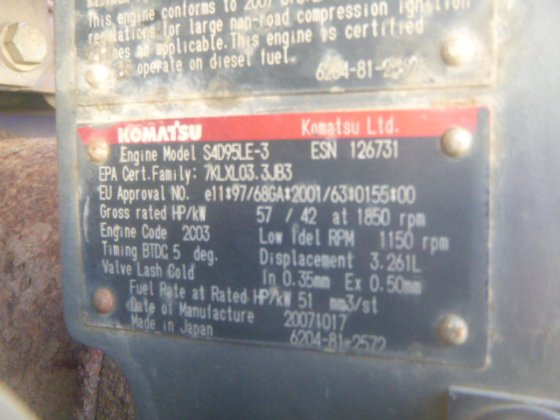 This engine conforms to 2007
regulations for large non-road compression ignition
as applicable. This engine is certified
operate on diesel fuel.
6204-81-2
KOMATSU Komatsu Ltd.
Engine Model S4D95LE-3 ESN 126731
EPA Cert.Family: 7KLXL03.3JB3
EU Approval NO. e11*97/68GA*2001/63*0155*00
Gross rated HP/kW 57 / 42 at 1850 rpm
Engine Code 2003 Low Idel RPM 1150 rpm
Timing BTDC 5 deg. Displacement 3.261L
Valve Lash Cold In 0.35mm Ex 0.50mm
Fuel Rate at Rated HP/kW 51 mm3/st
Date of Manufacture 20071017
Made in Japan 6204-81-2572